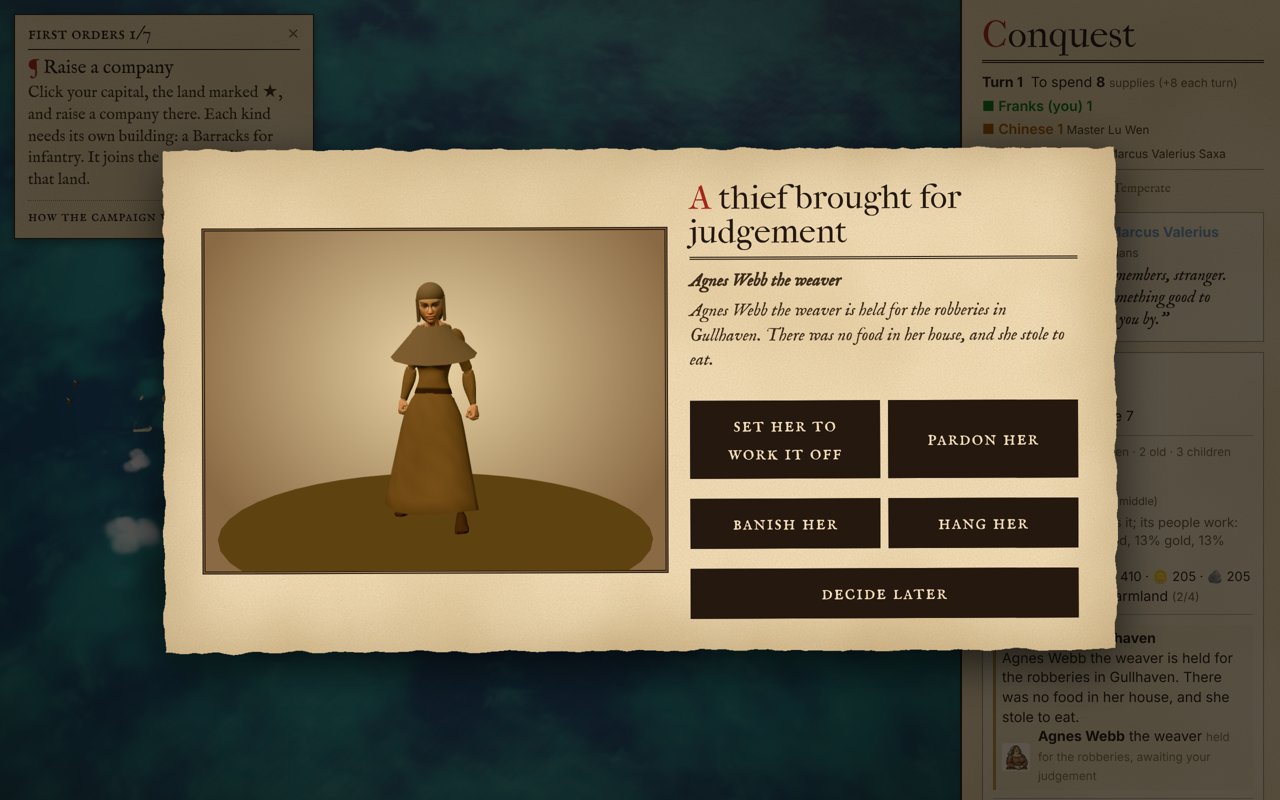 FIRST ORDERS 1/7
×
¶ Raise a company
Click your capital, the land marked ★,
and raise a company there. Each kind
needs its own building: a Barracks for
infantry. It joins the
that land.
HOW THE CAMPAIGN
A thief brought for
judgement
Agnes Webb the weaver
Agnes Webb the weaver is held for the robberies in
Gullhaven. There was no food in her house, and she stole to
eat.
SET HER TO
WORK IT OFF
PARDON HER
BANISH HER
HANG HER
DECIDE LATER
Conquest
Turn 1 To spend 8 supplies (+8 each turn)
Franks (you) 1
Chinese 1 Master Lu Wen
Marcus Valerius Saxa
Temperate
Marcus Valerius
members, stranger.
mething good to
you by.”
7
· 2 old · 3 children
(middle)
it; its people work:
13% gold, 13%
410 · 205 · 205
armland (2/4)
haven
Agnes Webb the weaver is held for
the robberies in Gullhaven. There
was no food in her house, and she
stole to eat.
Agnes Webb the weaver held
for the robberies, awaiting your
judgement